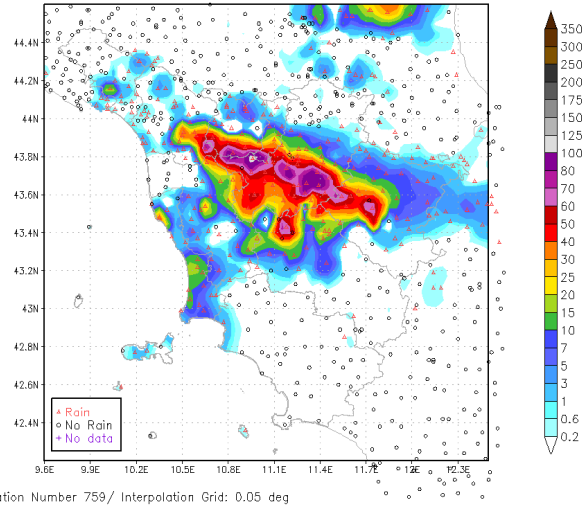 44.4N
44.2N
44N
43.8N
43.6N
43.4N
43.2N
43N
42.8N
42.6N
42.4N
9.6E 9.9E 10.2E 10.5E 10.8E 11.1E 11.4E 11.7E 12E 12.3E
Rain
No Rain
No data
350
300
250
200
175
150
125
100
80
70
60
50
40
30
25
20
15
10
7
5
3
1
0.6
0.2
ation Number 759/ Interpolation Grid: 0.05 deg